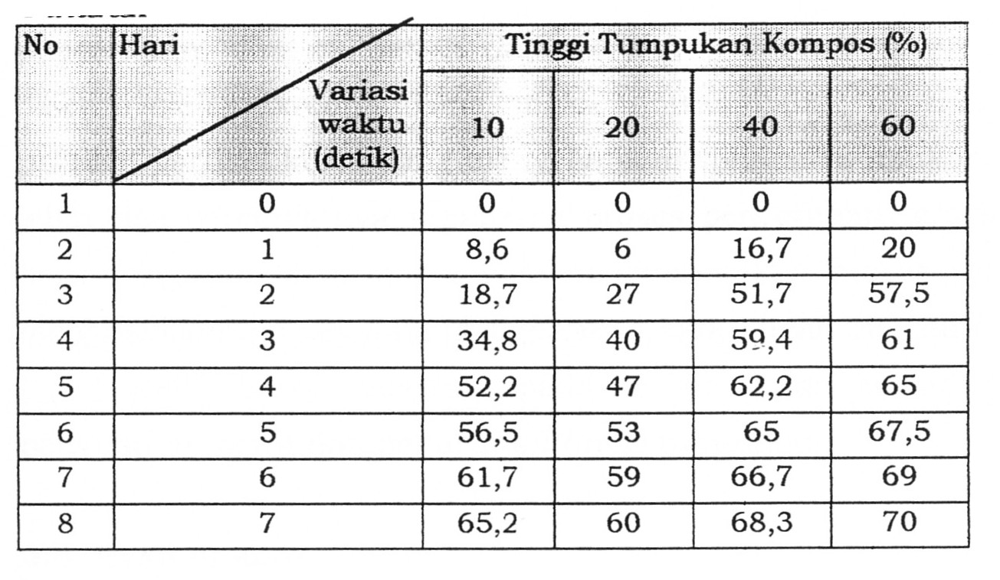 No Hari Tinggi Tumpukan Kompos (%)
Variasi
waktu
(detik)
10 20 40 60
1 0 0 0 0 0
2 1 8,6 6 16,7 20
3 2 18,7 27 51,7 57,5
4 3 34,8 40 59,4 61
5 4 52,2 47 62,2 65
6 5 56,5 53 65 67,5
7 6 61,7 59 66,7 69
8 7 65,2 60 68,3 70